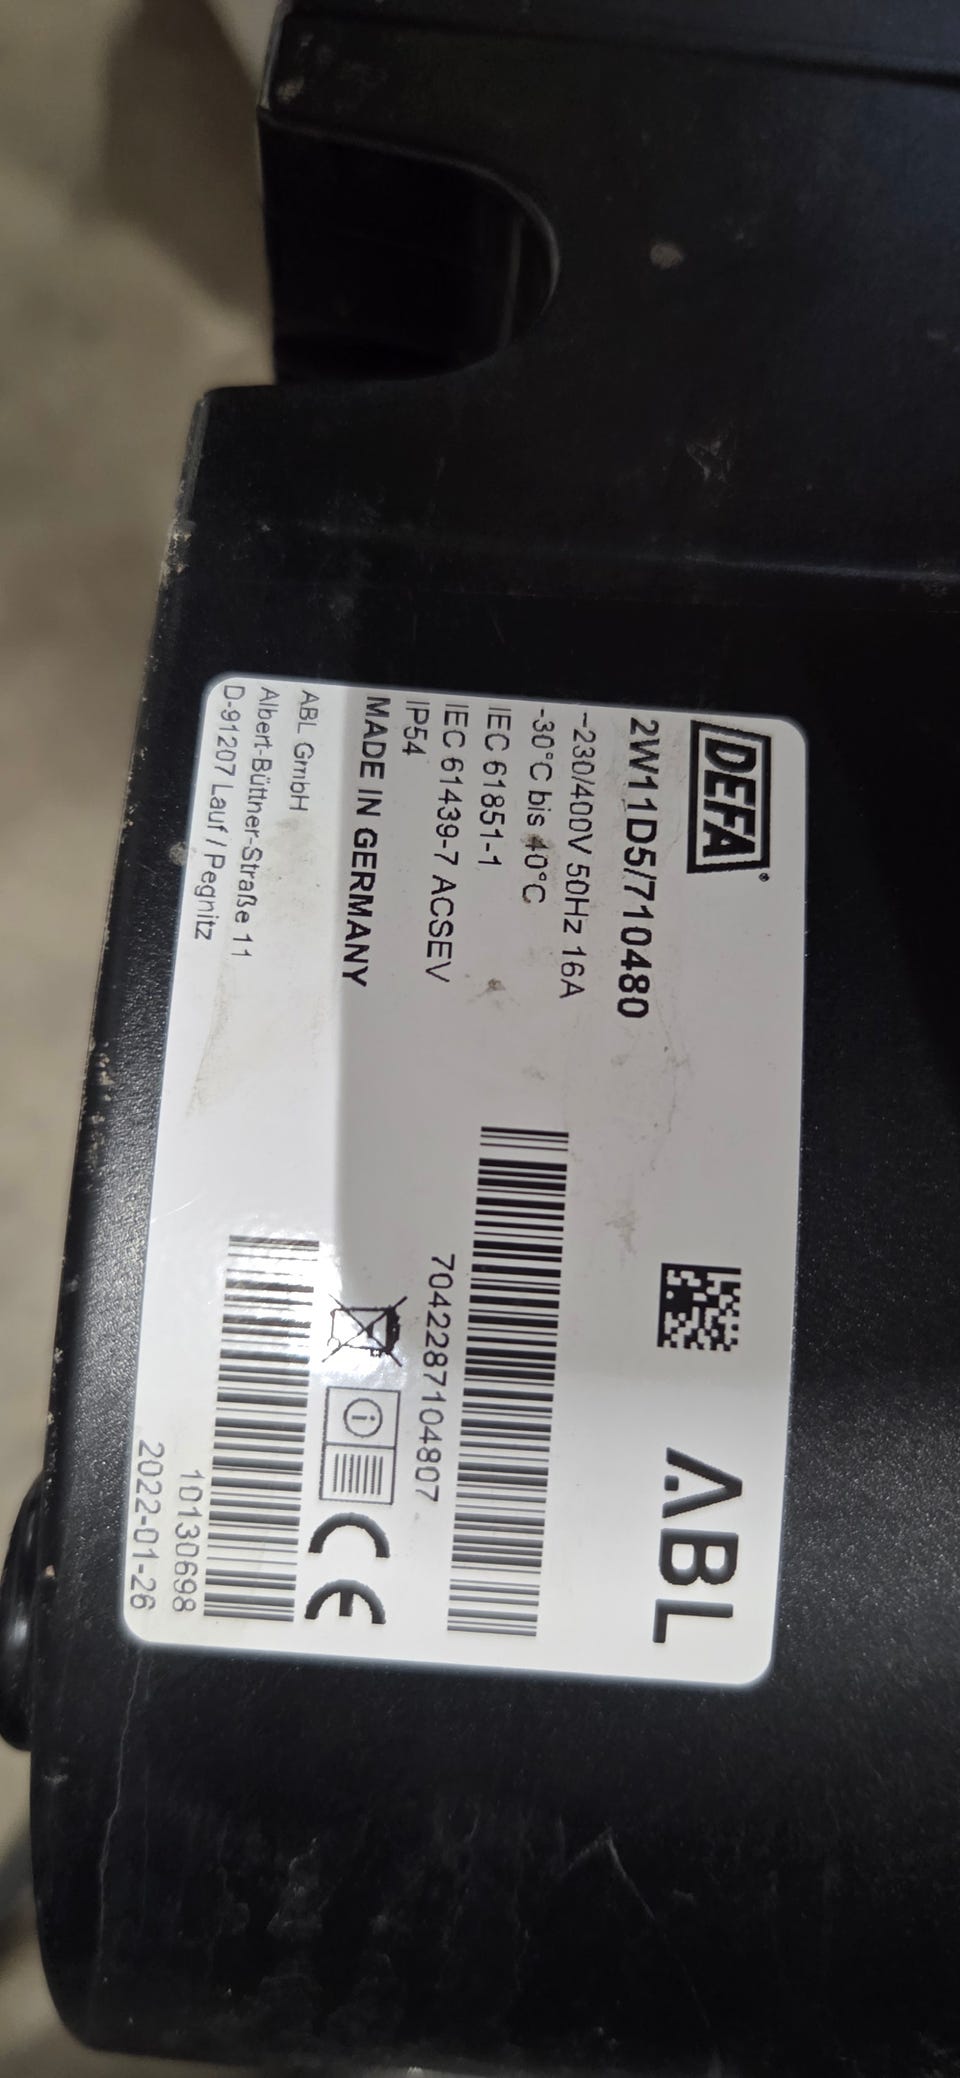 DEFA®
ABL
2W11D5/710480
~230/400V 50Hz 16A
-30°C bis 40°C
IEC 61851-1
IEC 61439-7 ACSEV
IP54
7042287104807
MADE IN GERMANY
CE
ABL GmbH
Albert-Büttner-Straße 11
D-91207 Lauf / Pegnitz
10130698
2022-01-26